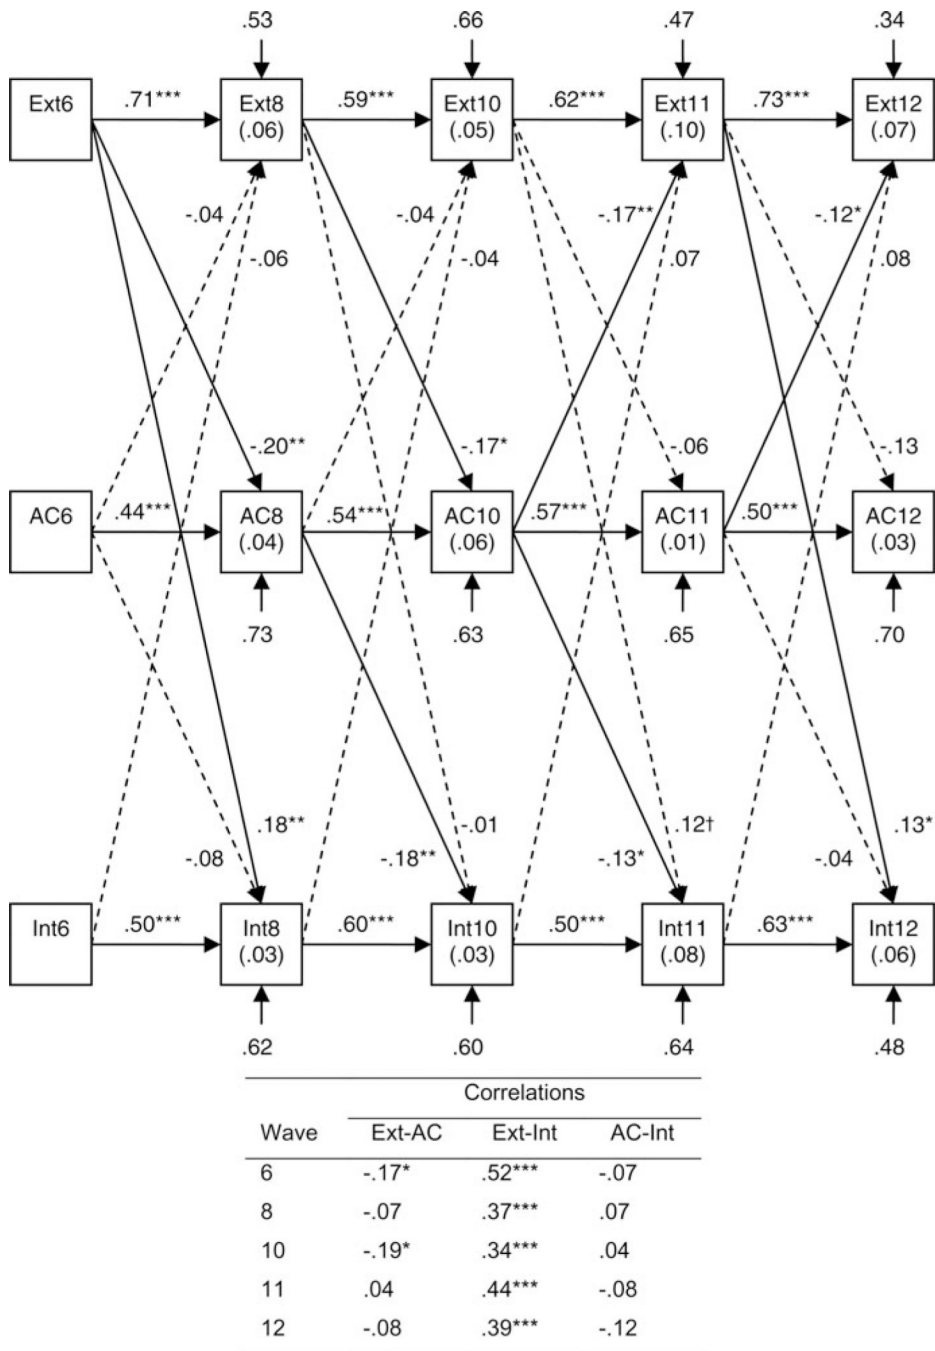 .53 .66 .47 .34
Ext6 .71*** Ext8 .59*** Ext10 .62*** Ext11 .73*** Ext12
(.06) (.05) (.10) (.07)
-.04 -.04 -.17** -.12*
-.06 -.04 .07 .08
-.20** -.17* -.06 -.13
AC6 .44*** AC8 .54*** AC10 .57*** AC11 .50*** AC12
(.04) (.06) (.01) (.03)
.73 .63 .65 .70
.18** -.01 .12† .13*
-.08 -.18** -.13* -.04
Int6 .50*** Int8 .60*** Int10 .50*** Int11 .63*** Int12
(.03) (.03) (.08) (.06)
.62 .60 .64 .48
Correlations
Wave Ext-AC Ext-Int AC-Int
6 -.17* .52*** -.07
8 -.07 .37*** .07
10 -.19* .34*** .04
11 .04 .44*** -.08
12 -.08 .39*** -.12